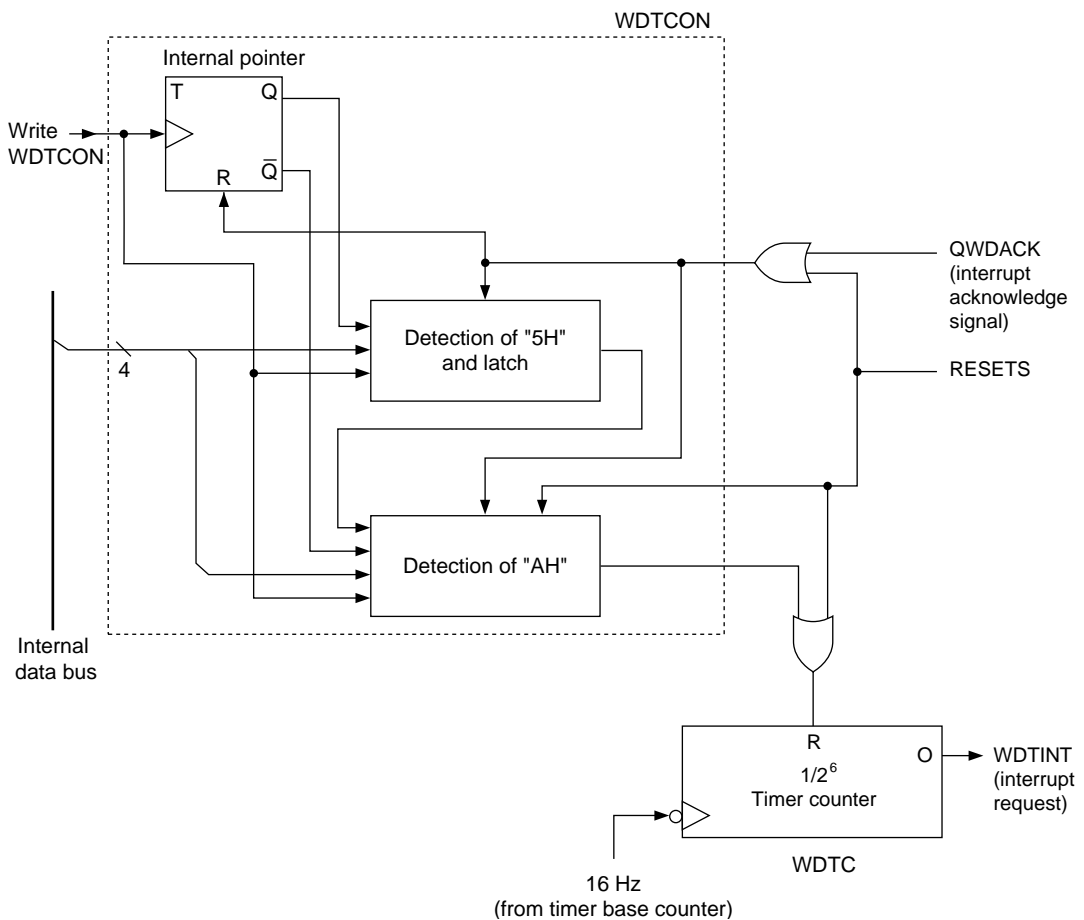 WDTCON
Internal pointer
T
Q
Write
WDTCON
Q̅
R
QWDACK
(interrupt
acknowledge
signal)
Detection of "5H"
and latch
4
RESETS
Detection of "AH"
Internal
data bus
R
O
1/2⁶
Timer counter
WDTINT
(interrupt
request)
WDTC
16 Hz
(from timer base counter)